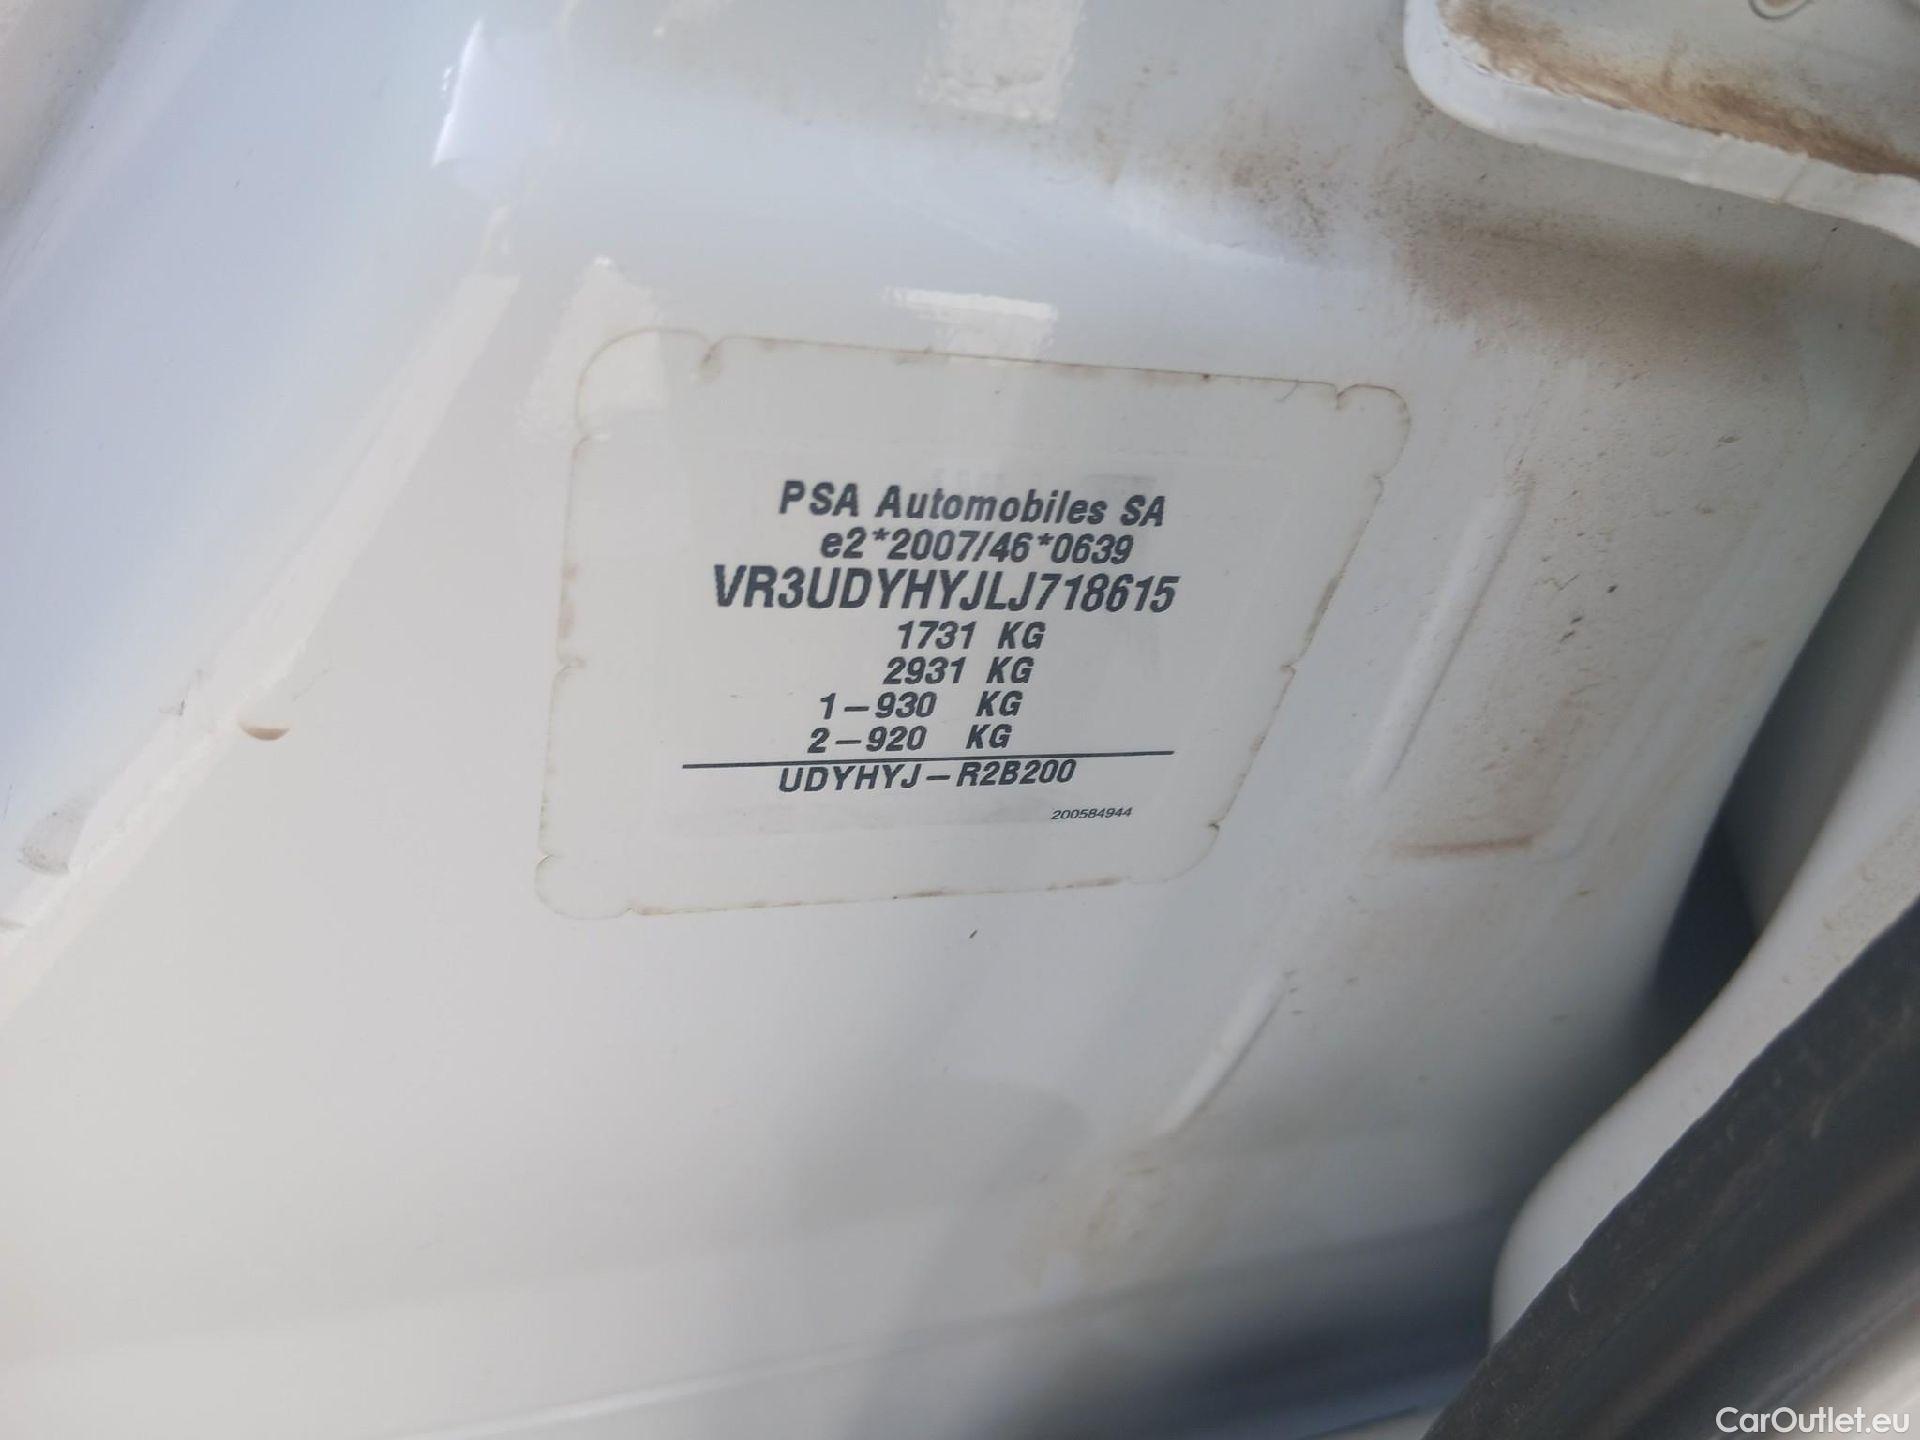 PSA Automobiles SA
e2*2007/46*0639
VR3UDYHYJLJ718615
1731 KG
2931 KG
1-930 KG
2-920 KG
UDYHYJ-R2B200
200584944
CarOutlet.eu